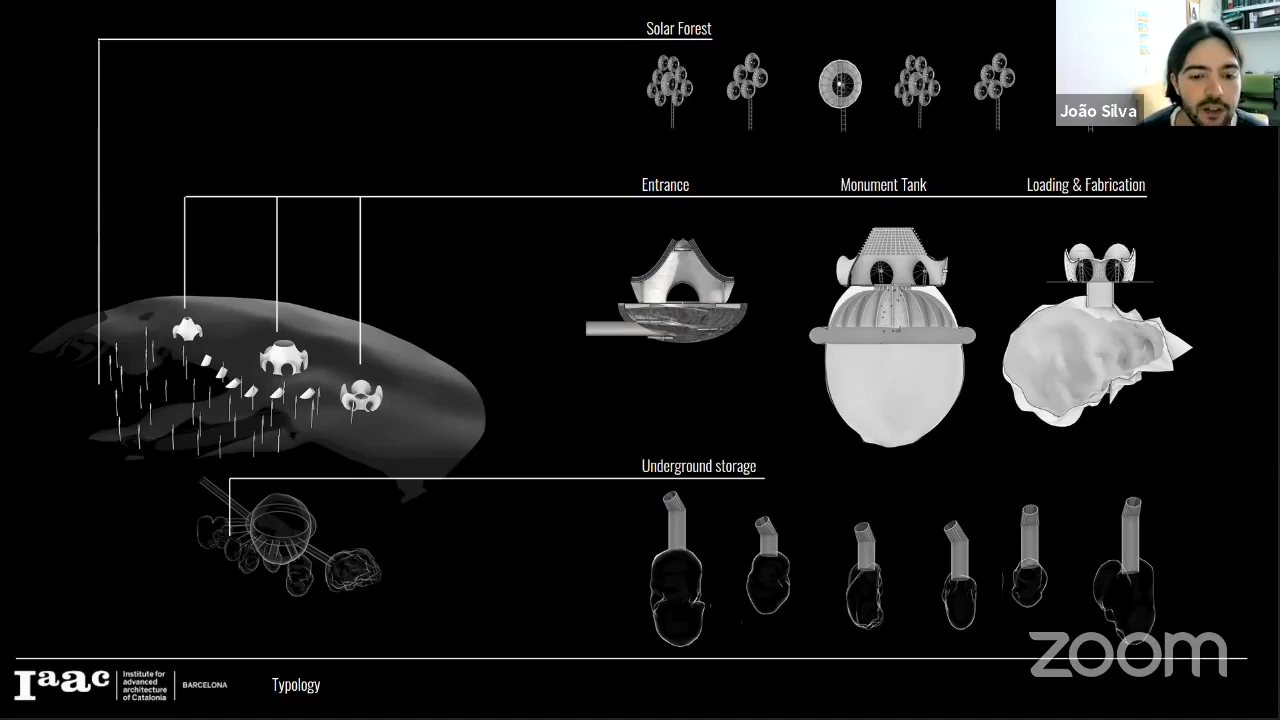 Solar Forest
João Silva
Entrance
Monument Tank
Loading & Fabrication
Underground storage
zoom
Iaac
Institute for
advanced
architecture
of Catalonia
BARCELONA
Typology